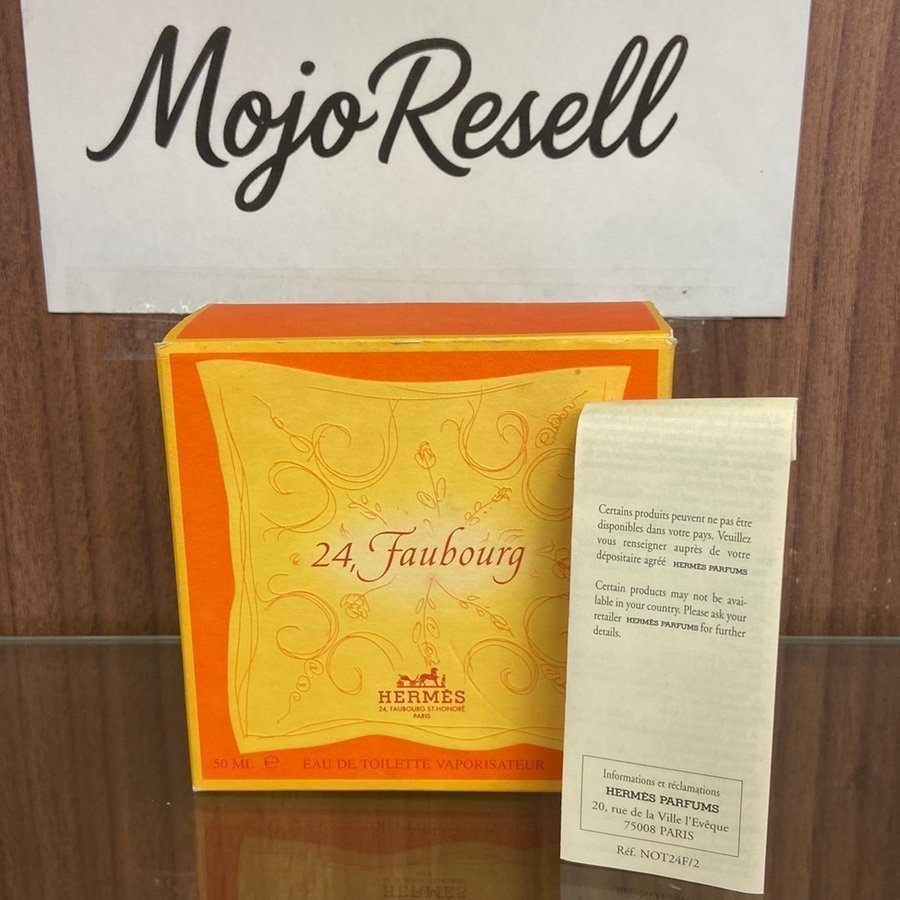 MojoResell
24, Faubourg
HERMÈS
24, FAUBOURG ST-HONORÉ
PARIS
50 ML e EAU DE TOILETTE VAPORISATEUR
Certains produits peuvent ne pas être
disponibles dans votre pays. Veuillez
vous renseigner auprès de votre
dépositaire agréé HERMÈS PARFUMS
Certain products may not be avai-
lable in your country. Please ask your
retailer HERMÈS PARFUMS for further
details.
Informations et réclamations
HERMÈS PARFUMS
20, rue de la Ville l'Evêque
75008 PARIS
Réf. NOT24F/2